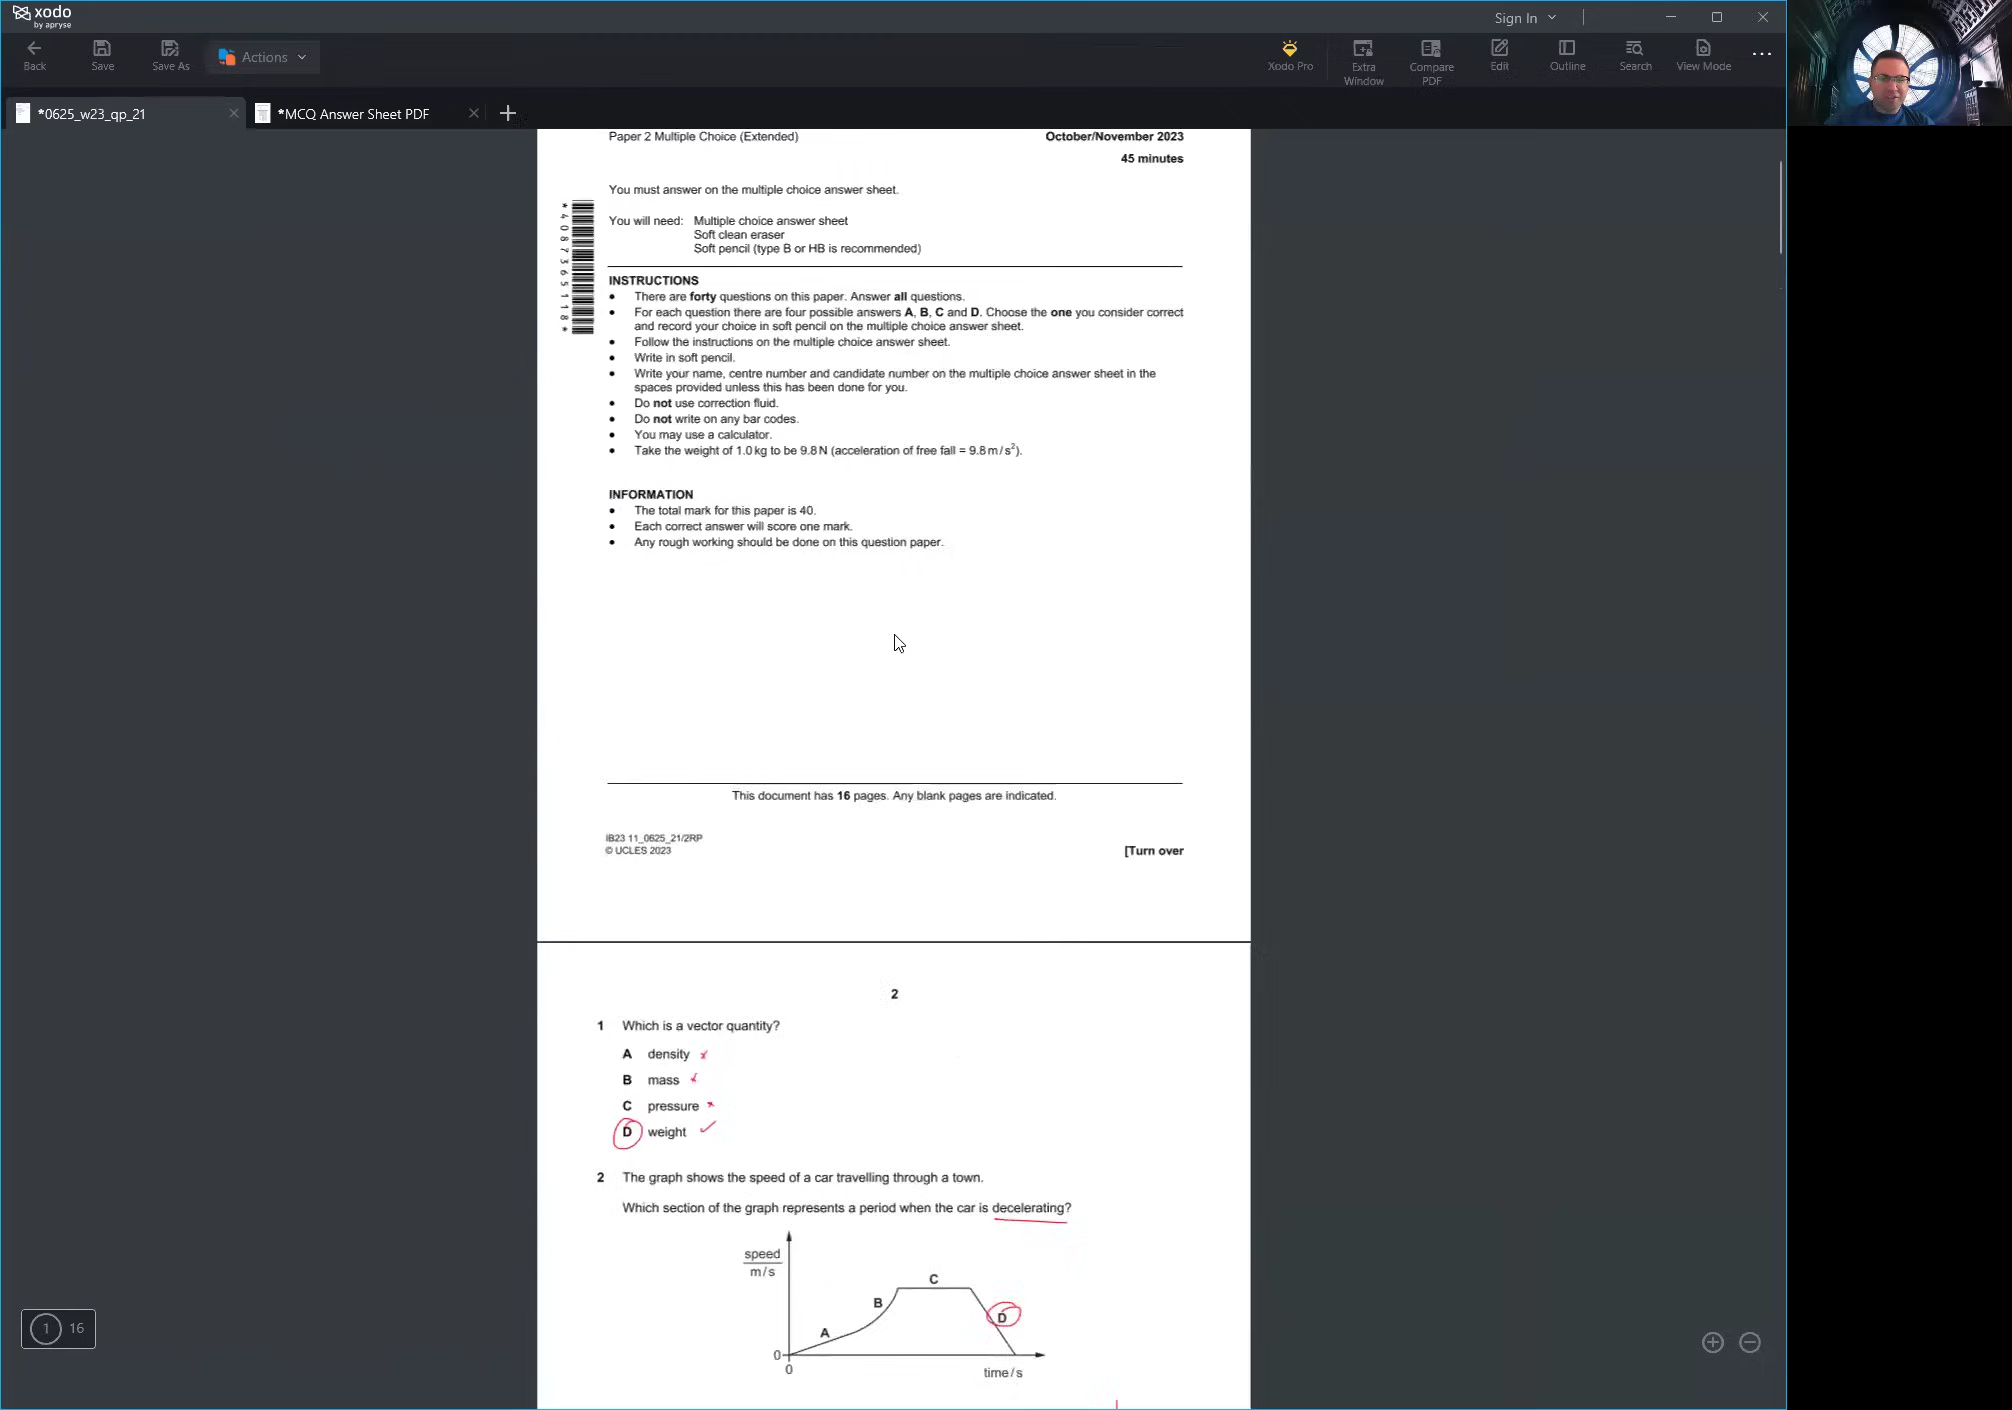 xodo
by apryse
Sign In
Back
Save
Save As
Actions
Xodo Pro
Extra Window
Compare PDF
Edit
Outline
Search
View Mode
*0625_w23_qp_21
*MCQ Answer Sheet PDF
Paper 2 Multiple Choice (Extended)
October/November 2023
45 minutes
You must answer on the multiple choice answer sheet.
You will need: Multiple choice answer sheet
Soft clean eraser
Soft pencil (type B or HB is recommended)
*4087365118*
INSTRUCTIONS
• There are forty questions on this paper. Answer all questions.
• For each question there are four possible answers A, B, C and D. Choose the one you consider correct
and record your choice in soft pencil on the multiple choice answer sheet.
• Follow the instructions on the multiple choice answer sheet.
• Write in soft pencil.
• Write your name, centre number and candidate number on the multiple choice answer sheet in the
spaces provided unless this has been done for you.
• Do not use correction fluid.
• Do not write on any bar codes.
• You may use a calculator.
• Take the weight of 1.0 kg to be 9.8 N (acceleration of free fall = 9.8 m/s²).
INFORMATION
• The total mark for this paper is 40.
• Each correct answer will score one mark.
• Any rough working should be done on this question paper.
This document has 16 pages. Any blank pages are indicated.
IB23 11_0625_21/2RP
© UCLES 2023
[Turn over
2
1 Which is a vector quantity?
A density
B mass
C pressure
D weight
2 The graph shows the speed of a car travelling through a town.
Which section of the graph represents a period when the car is decelerating?
speed
m/s
A
B
C
D
0
0
time/s
1 16